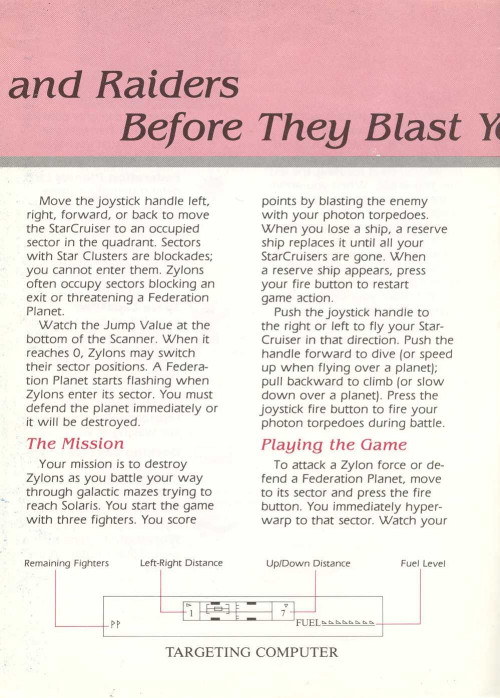 and Raiders
Before They Blast
Move the joystick handle left,
right, forward, or back to move
the StarCruiser to an occupied
sector in the quadrant. Sectors
with Star Clusters are blockades;
you cannot enter them. Zylons
often occupy sectors blocking an
exit or threatening a Federation
Planet.
Watch the Jump Value at the
bottom of the Scanner. When it
reaches 0, Zylons may switch
their sector positions. A Federa-
tion Planet starts flashing when
Zylons enter its sector. You must
defend the planet immediately or
it will be destroyed.
The Mission
Your mission is to destroy
Zylons as you battle your way
through galactic mazes trying to
reach Solaris. You start the game
with three fighters. You score
points by blasting the enemy
with your photon torpedoes.
When you lose a ship, a reserve
ship replaces it until all your
StarCruisers are gone. When
a reserve ship appears, press
your fire button to restart
game action.
Push the joystick handle to
the right or left to fly your Star-
Cruiser in that direction. Push the
handle forward to dive (or speed
up when flying over a planet);
pull backward to climb (or slow
down over a planet). Press the
joystick fire button to fire your
photon torpedoes during battle.
Playing the Game
To attack a Zylon force or de-
fend a Federation Planet, move
to its sector and press the fire
button. You immediately hyper-
warp to that sector. Watch your
Remaining Fighters Left-Right Distance Up/Down Distance Fuel Level
1 7
FUEL
TARGETING COMPUTER